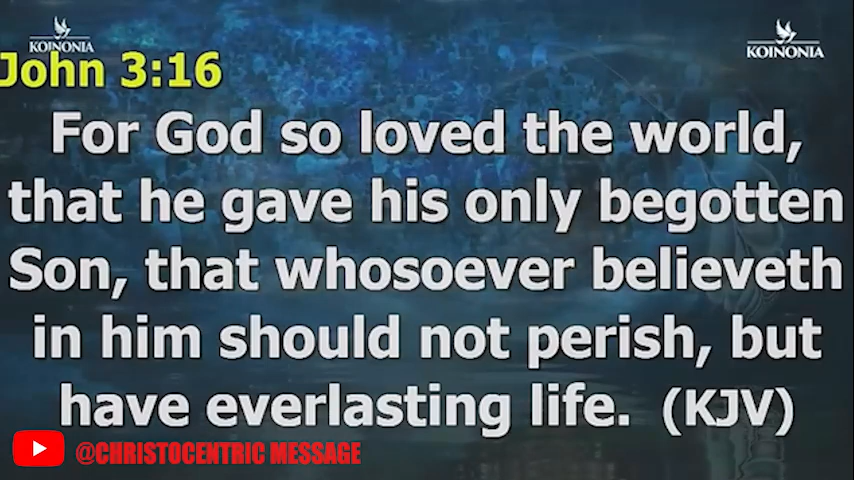 KOINONIA
KOINONIA
John 3:16
For God so loved the world,
that he gave his only begotten
Son, that whosoever believeth
in him should not perish, but
have everlasting life. (KJV)
@CHRISTOCENTRIC MESSAGE